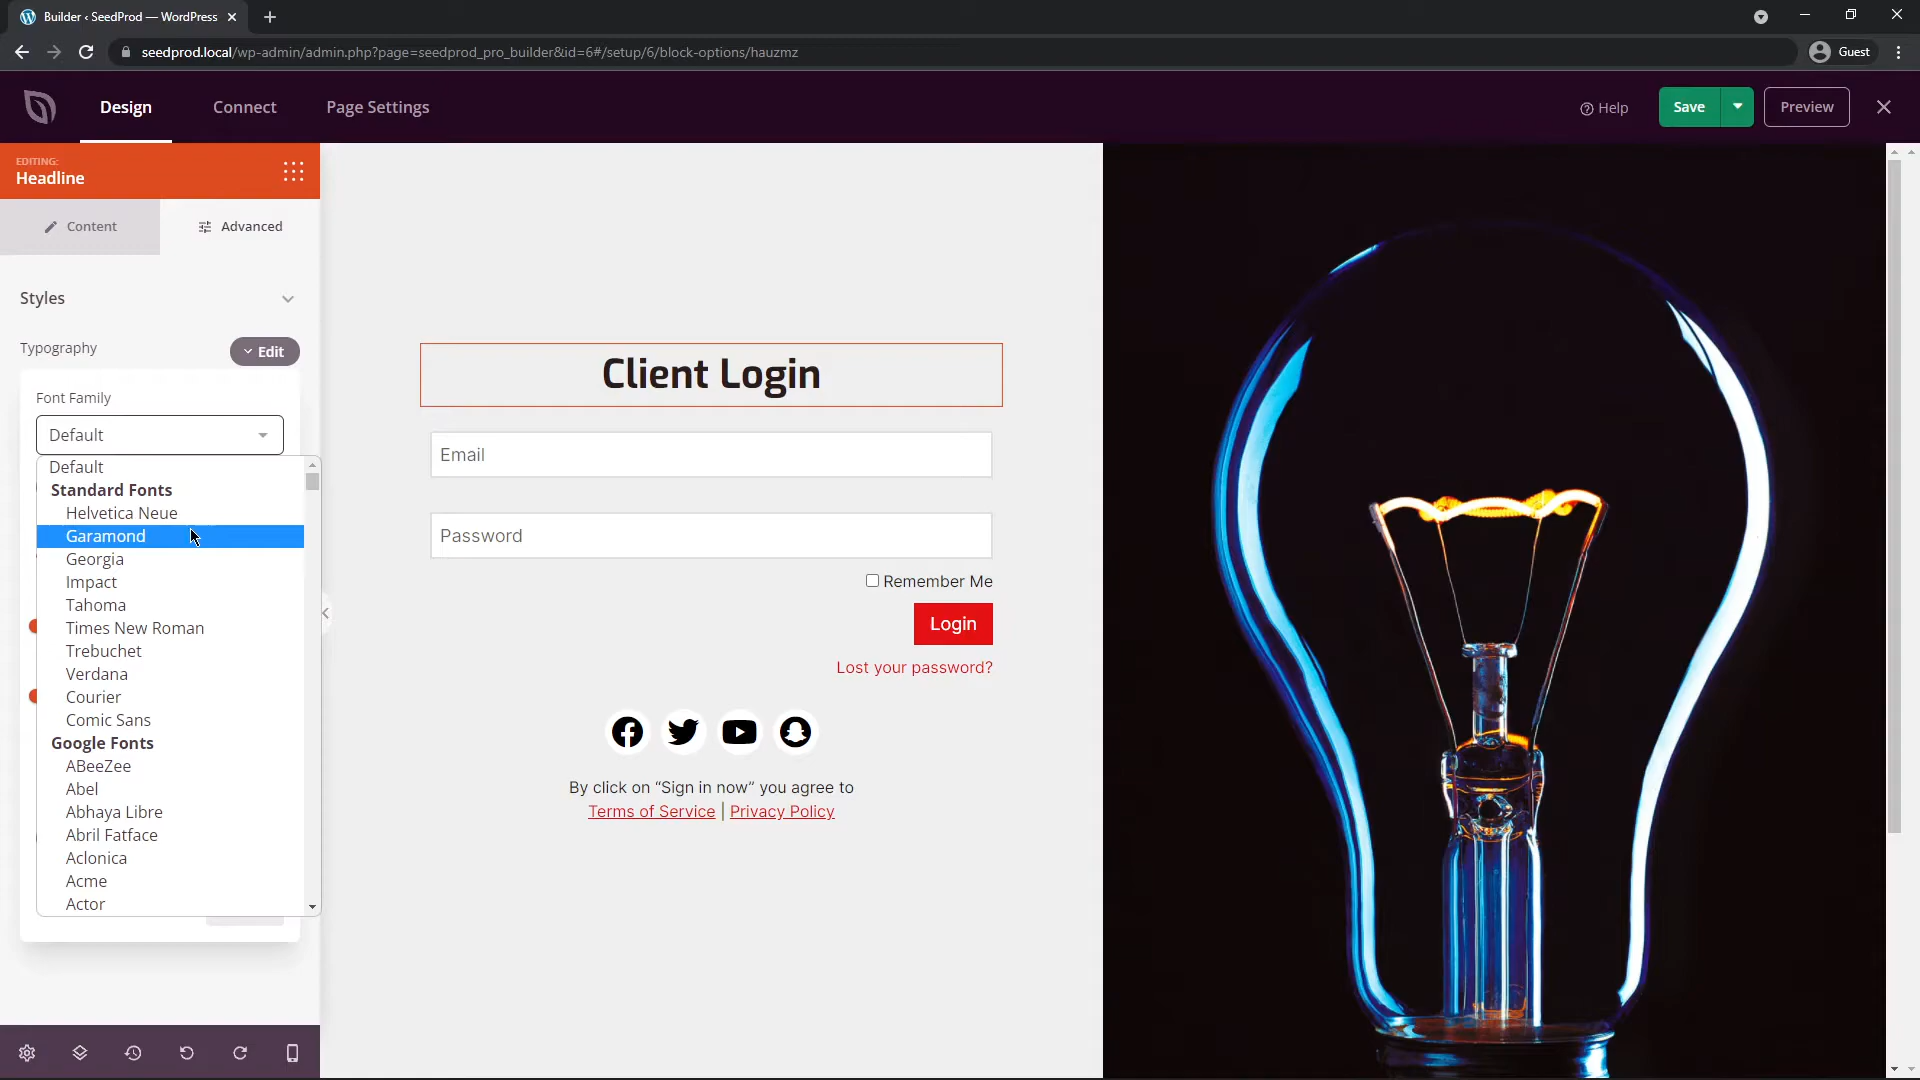 Builder ‹ SeedProd — WordPress
seedprod.local/wp-admin/admin.php?page=seedprod_pro_builder&id=6#/setup/6/block-options/hauzmz
Guest
Design
Connect
Page Settings
Help
Save
Preview
EDITING:
Headline
Content
Advanced
Styles
Typography
Edit
Font Family
Default
Default
Standard Fonts
Helvetica Neue
Garamond
Georgia
Impact
Tahoma
Times New Roman
Trebuchet
Verdana
Courier
Comic Sans
Google Fonts
ABeeZee
Abel
Abhaya Libre
Abril Fatface
Aclonica
Acme
Actor
Client Login
Email
Password
Remember Me
Login
Lost your password?
By click on “Sign in now” you agree to
Terms of Service | Privacy Policy